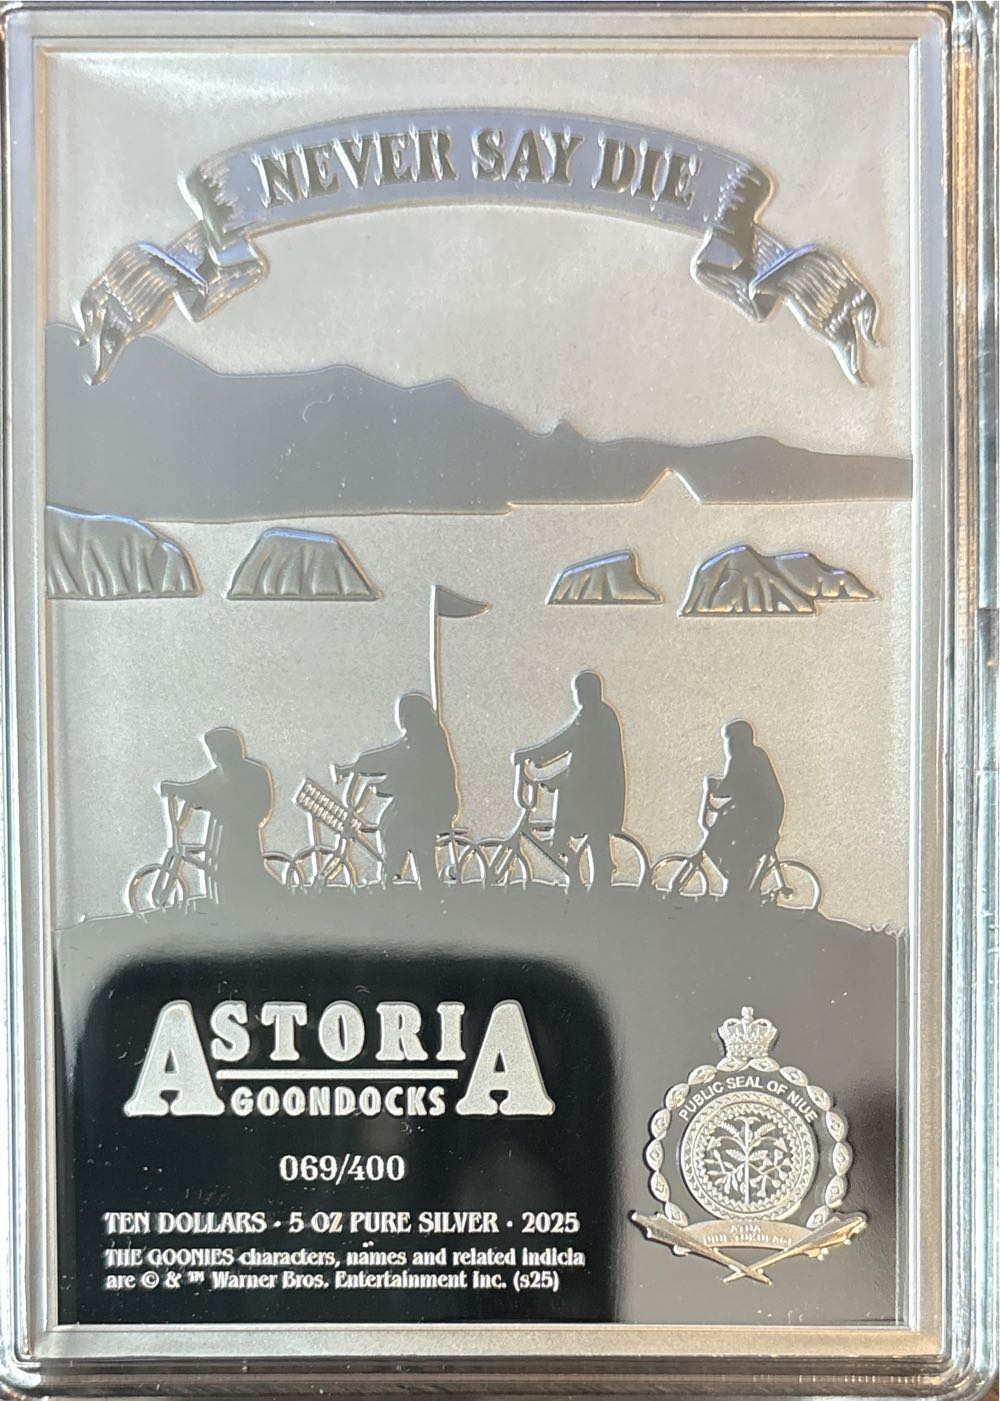 NEVER SAY DIE
ASTORIA
GOONDOCKS
069/400
TEN DOLLARS · 5 OZ PURE SILVER · 2025
THE GOONIES characters, names and related indicia
are © & ™ Warner Bros. Entertainment Inc. (s25)
PUBLIC SEAL OF NIUE
ATUA